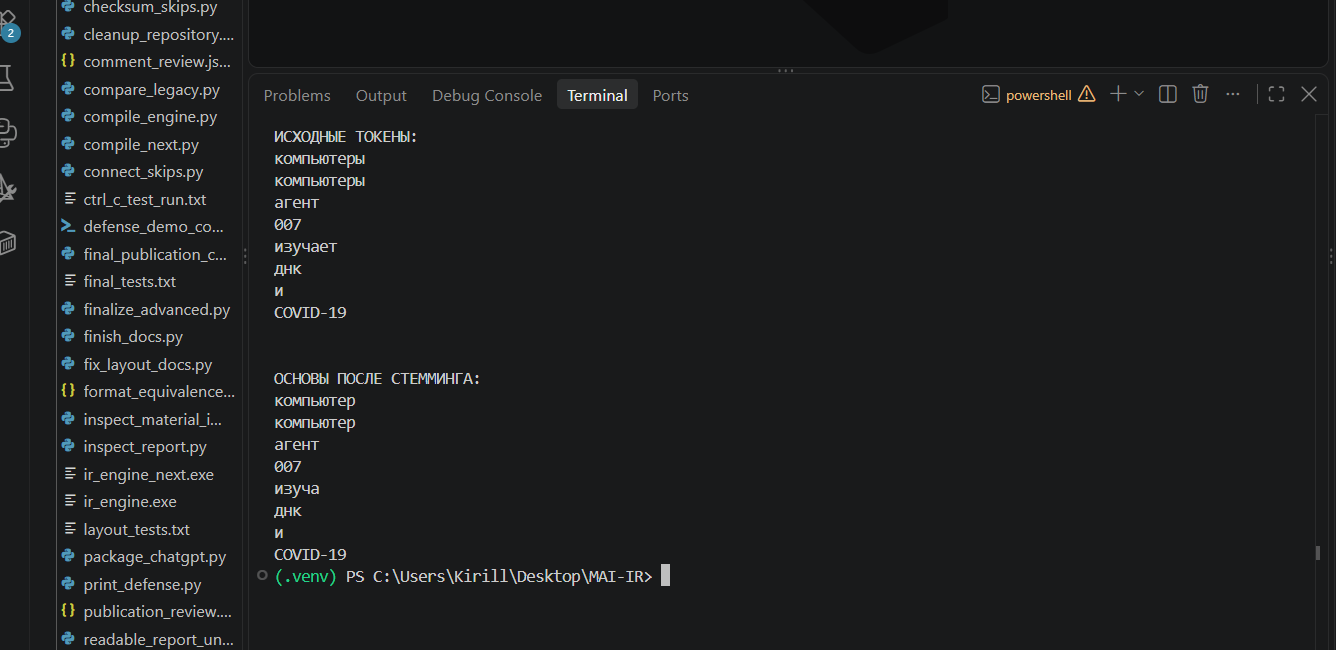 2
checksum_skips.py
cleanup_repository....
comment_review.js...
compare_legacy.py
compile_engine.py
compile_next.py
connect_skips.py
ctrl_c_test_run.txt
defense_demo_co...
final_publication_c...
final_tests.txt
finalize_advanced.py
finish_docs.py
fix_layout_docs.py
format_equivalence...
inspect_material_i...
inspect_report.py
ir_engine_next.exe
ir_engine.exe
layout_tests.txt
package_chatgpt.py
print_defense.py
publication_review....
readable_report_un...
Problems Output Debug Console Terminal Ports
powershell
ИСХОДНЫЕ ТОКЕНЫ:
компьютеры
компьютеры
агент
007
изучает
днк
и
COVID-19
ОСНОВЫ ПОСЛЕ СТЕММИНГА:
компьютер
компьютер
агент
007
изуча
днк
и
COVID-19
(.venv) PS C:\Users\Kirill\Desktop\MAI-IR>